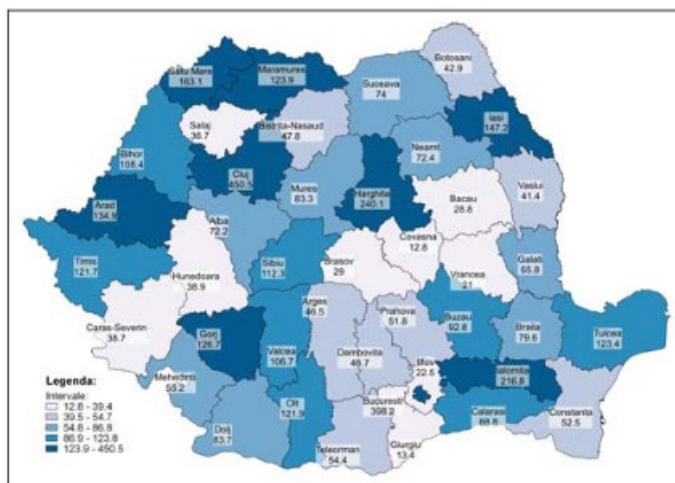 Botosani
42.9
Satu Mare
163.1
Maramures
123.9
Suceava
74
Iasi
147.2
Salaj
36.7
Bistrita-Nasaud
47.8
Neamt
72.4
Bihor
108.4
Cluj
450.5
Mures
83.3
Harghita
240.1
Bacau
28.8
Vaslui
41.4
Arad
134.9
Alba
72.2
Covasna
12.8
Timis
121.7
Hunedoara
38.9
Sibiu
112.3
Brasov
29
Vrancea
21
Galati
65.8
Caras-Severin
38.7
Gorj
128.7
Valcea
106.7
Arges
46.5
Prahova
51.8
Buzau
92.8
Braila
79.6
Tulcea
123.4
Dambovita
46.7
Ilfov
22.5
Ialomita
216.8
Mehedinti
55.2
Olt
121.9
Bucuresti
398.2
Calarasi
88.8
Constanta
52.5
Dolj
83.7
Teleorman
54.4
Giurgiu
13.4
Legenda:
Intervale:
12.8 - 39.4
39.5 - 54.7
54.8 - 86.8
86.9 - 123.8
123.9 - 450.5